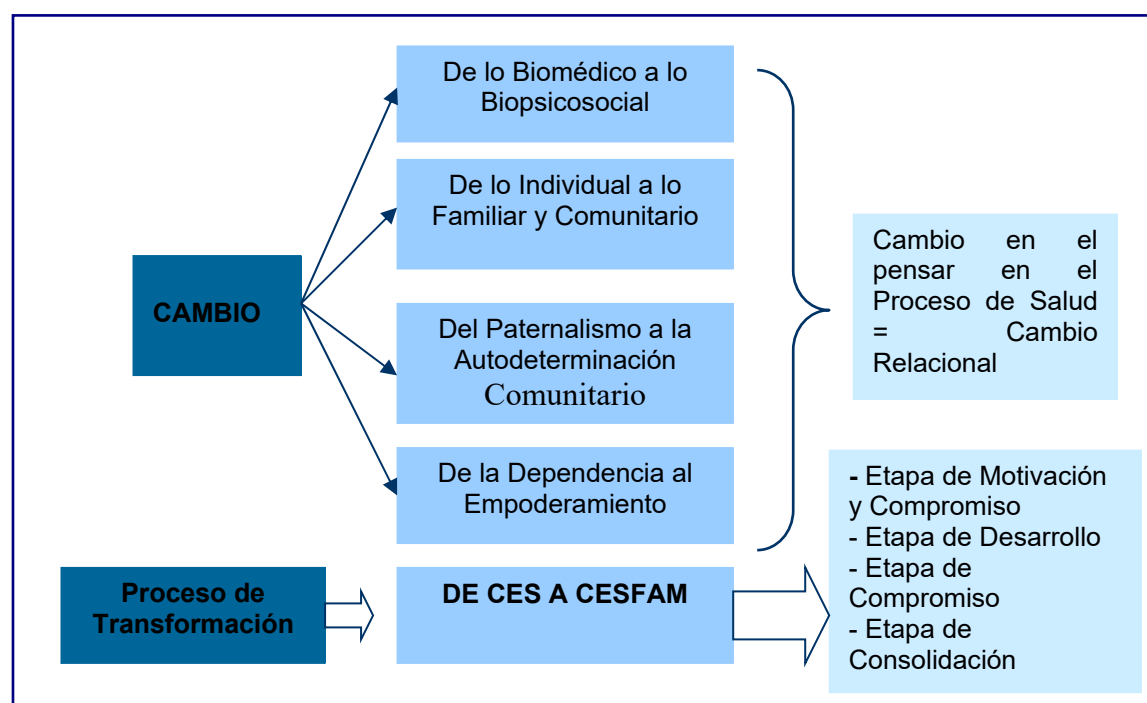 De lo Biomédico a lo
Biopsicosocial
De lo Individual a lo
Familiar y Comunitario
CAMBIO
Del Paternalismo a la
Autodeterminación
Comunitario
De la Dependencia al
Empoderamiento
Cambio en el
pensar en el
Proceso de Salud
= Cambio
Relacional
Proceso de
Transformación
DE CES A CESFAM
- Etapa de Motivación
y Compromiso
- Etapa de Desarrollo
- Etapa de
Compromiso
- Etapa de
Consolidación